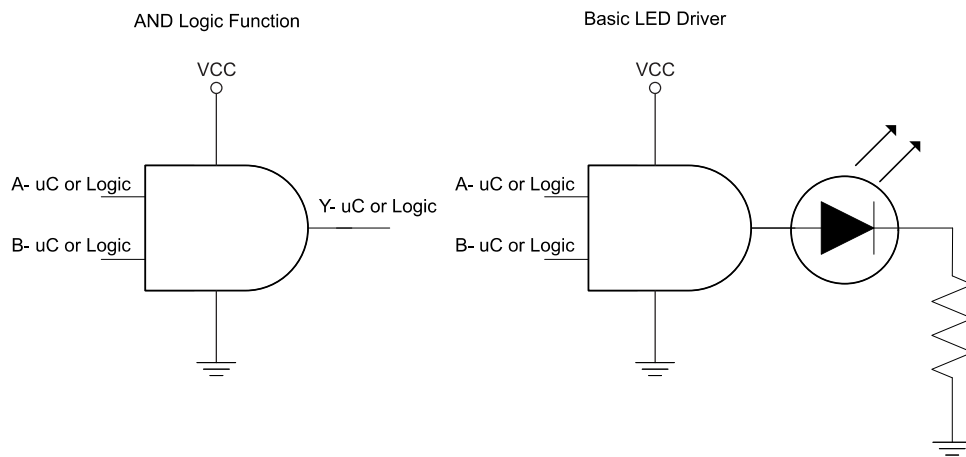 AND Logic Function
VCC
A- uC or Logic
B- uC or Logic
Y- uC or Logic
Basic LED Driver
VCC
A- uC or Logic
B- uC or Logic